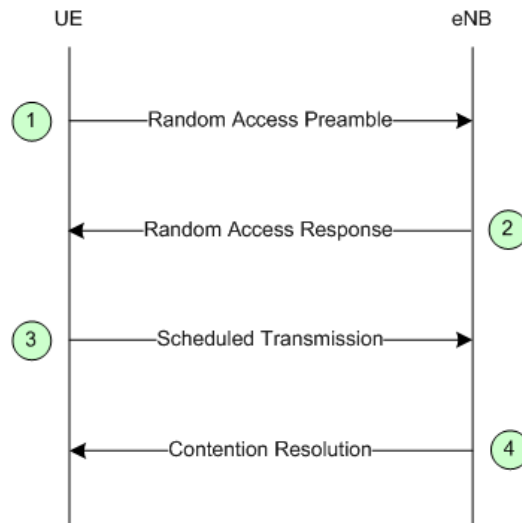 UE eNB
1 Random Access Preamble
Random Access Response 2
3 Scheduled Transmission
Contention Resolution 4